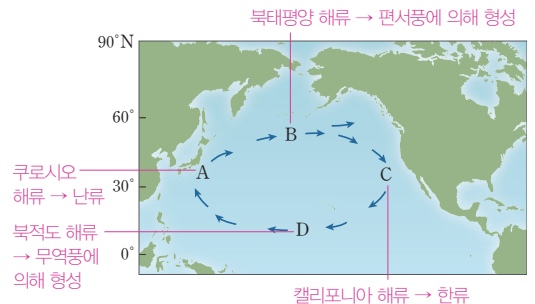 북태평양 해류 → 편서풍에 의해 형성
90°N
60°
B
쿠로시오
해류 → 난류
A
C
30°
북적도 해류
→ 무역풍에
의해 형성
D
0°
캘리포니아 해류 → 한류